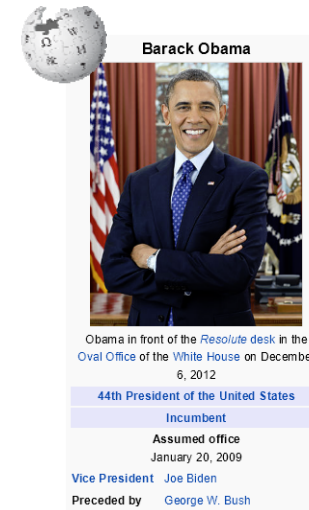 Barack Obama
Obama in front of the Resolute desk in the
Oval Office of the White House on Decembe
6, 2012
44th President of the United States
Incumbent
Assumed office
January 20, 2009
Vice President Joe Biden
Preceded by George W. Bush